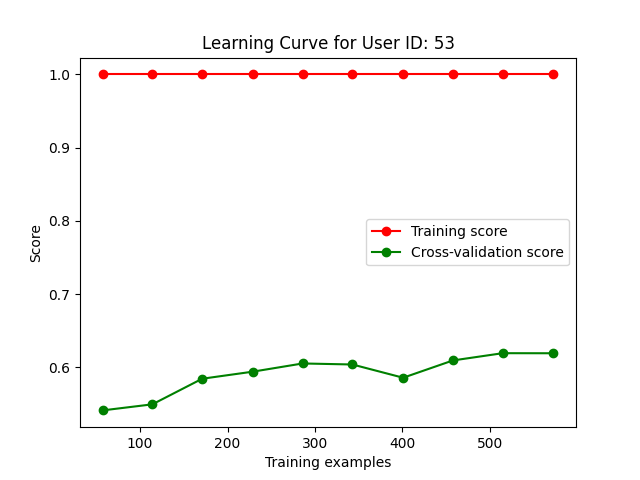 Learning Curve for User ID: 53
1.0
0.9
0.8
0.7
0.6
Score
Training score
Cross-validation score
100
200
300
400
500
Training examples